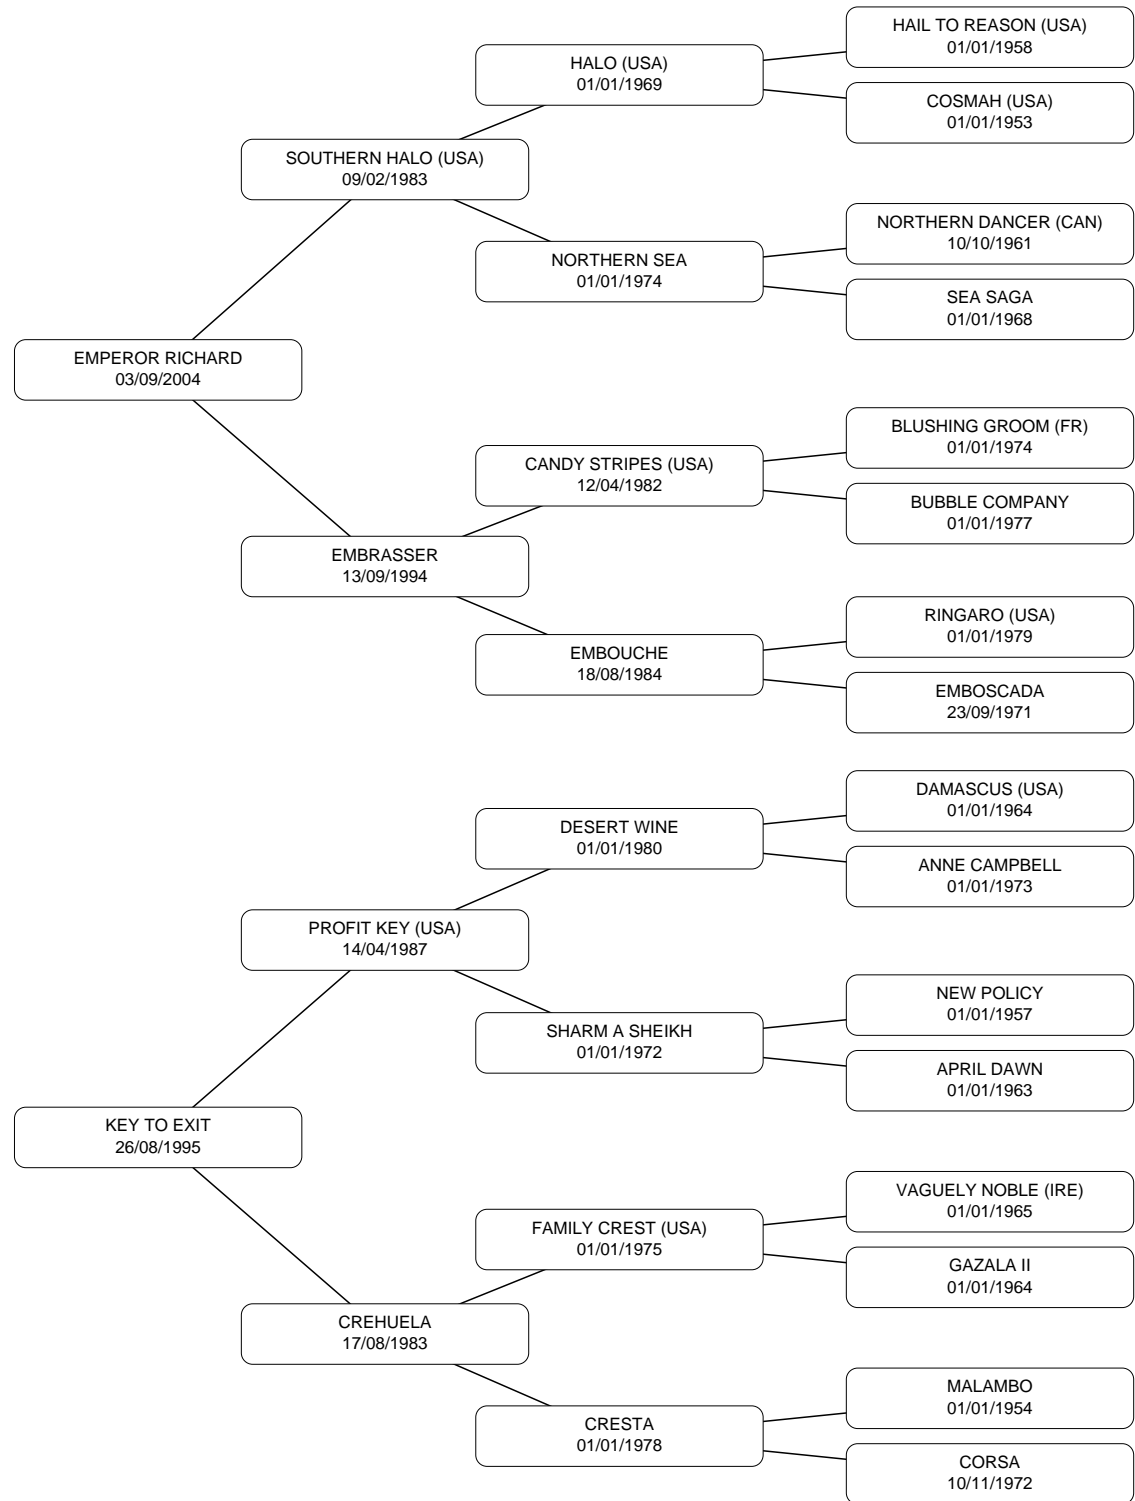 HAIL TO REASON (USA)
01/01/1958
HALO (USA)
01/01/1969
COSMAH (USA)
01/01/1953
SOUTHERN HALO (USA)
09/02/1983
NORTHERN DANCER (CAN)
10/10/1961
NORTHERN SEA
01/01/1974
SEA SAGA
01/01/1968
EMPEROR RICHARD
03/09/2004
BLUSHING GROOM (FR)
01/01/1974
CANDY STRIPES (USA)
12/04/1982
BUBBLE COMPANY
01/01/1977
EMBRASSER
13/09/1994
RINGARO (USA)
01/01/1979
EMBOUCHE
18/08/1984
EMBOSCADA
23/09/1971
DAMASCUS (USA)
01/01/1964
DESERT WINE
01/01/1980
ANNE CAMPBELL
01/01/1973
PROFIT KEY (USA)
14/04/1987
NEW POLICY
01/01/1957
SHARM A SHEIKH
01/01/1972
APRIL DAWN
01/01/1963
KEY TO EXIT
26/08/1995
VAGUELY NOBLE (IRE)
01/01/1965
FAMILY CREST (USA)
01/01/1975
GAZALA II
01/01/1964
CREHUELA
17/08/1983
MALAMBO
01/01/1954
CRESTA
01/01/1978
CORSA
10/11/1972